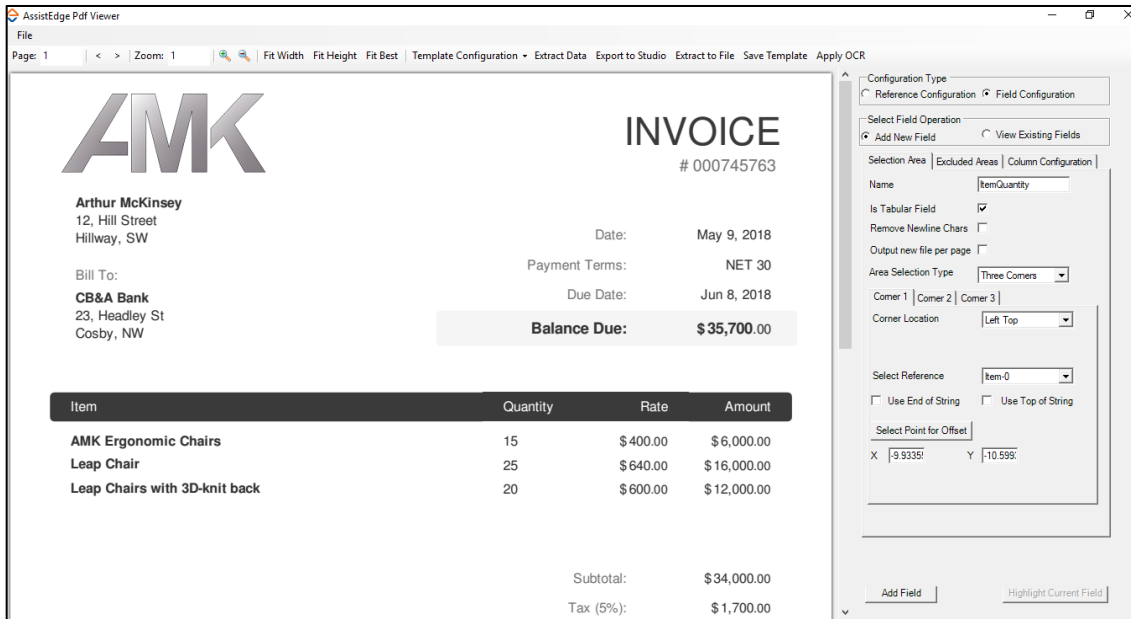 AssistEdge Pdf Viewer
File
Page: 1 < > Zoom: 1 Fit Width Fit Height Fit Best Template Configuration Extract Data Export to Studio Extract to File Save Template Apply OCR
AMK
INVOICE
# 000745763
Arthur McKinsey
12, Hill Street
Hillway, SW
Date: May 9, 2018
Payment Terms: NET 30
Bill To:
Due Date: Jun 8, 2018
CB&A Bank
23, Headley St
Cosby, NW
Balance Due: $35,700.00
Item Quantity Rate Amount
AMK Ergonomic Chairs 15 $400.00 $6,000.00
Leap Chair 25 $640.00 $16,000.00
Leap Chairs with 3D-knit back 20 $600.00 $12,000.00
Subtotal: $34,000.00
Tax (5%): $1,700.00
Configuration Type
Reference Configuration Field Configuration
Select Field Operation
Add New Field View Existing Fields
Selection Area Excluded Areas Column Configuration
Name ItemQuantity
Is Tabular Field
Remove Newline Chars
Output new file per page
Area Selection Type Three Corners
Corner 1 Corner 2 Corner 3
Corner Location Left Top
Select Reference Item-0
Use End of String Use Top of String
Select Point for Offset
X -9.9335 Y -10.599
Add Field Highlight Current Field